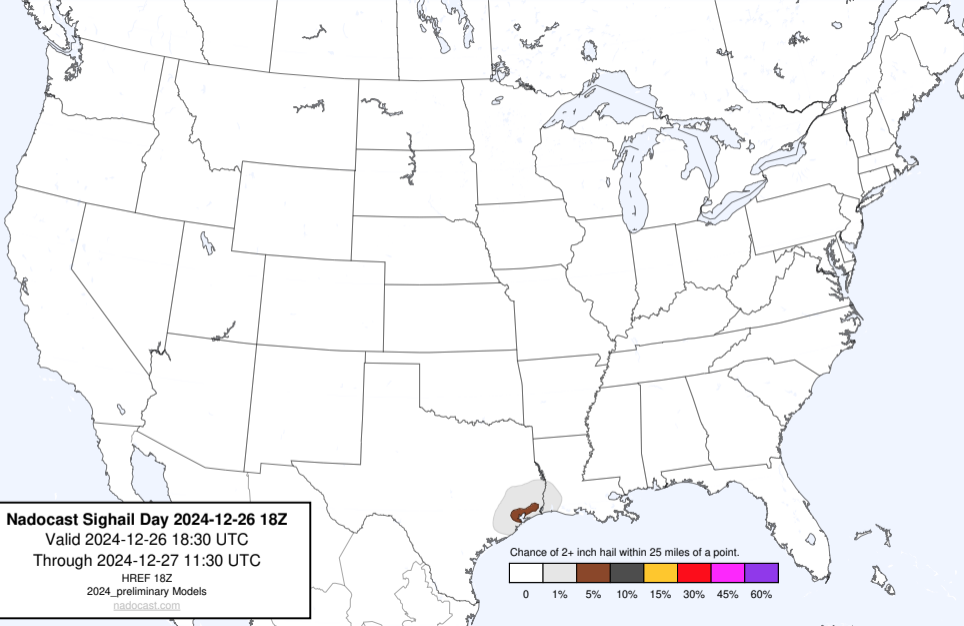 Nadocast Sighail Day 2024-12-26 18Z
Valid 2024-12-26 18:30 UTC
Through 2024-12-27 11:30 UTC
HREF 18Z
2024_preliminary Models
nadocast.com
Chance of 2+ inch hail within 25 miles of a point.
0 1% 5% 10% 15% 30% 45% 60%